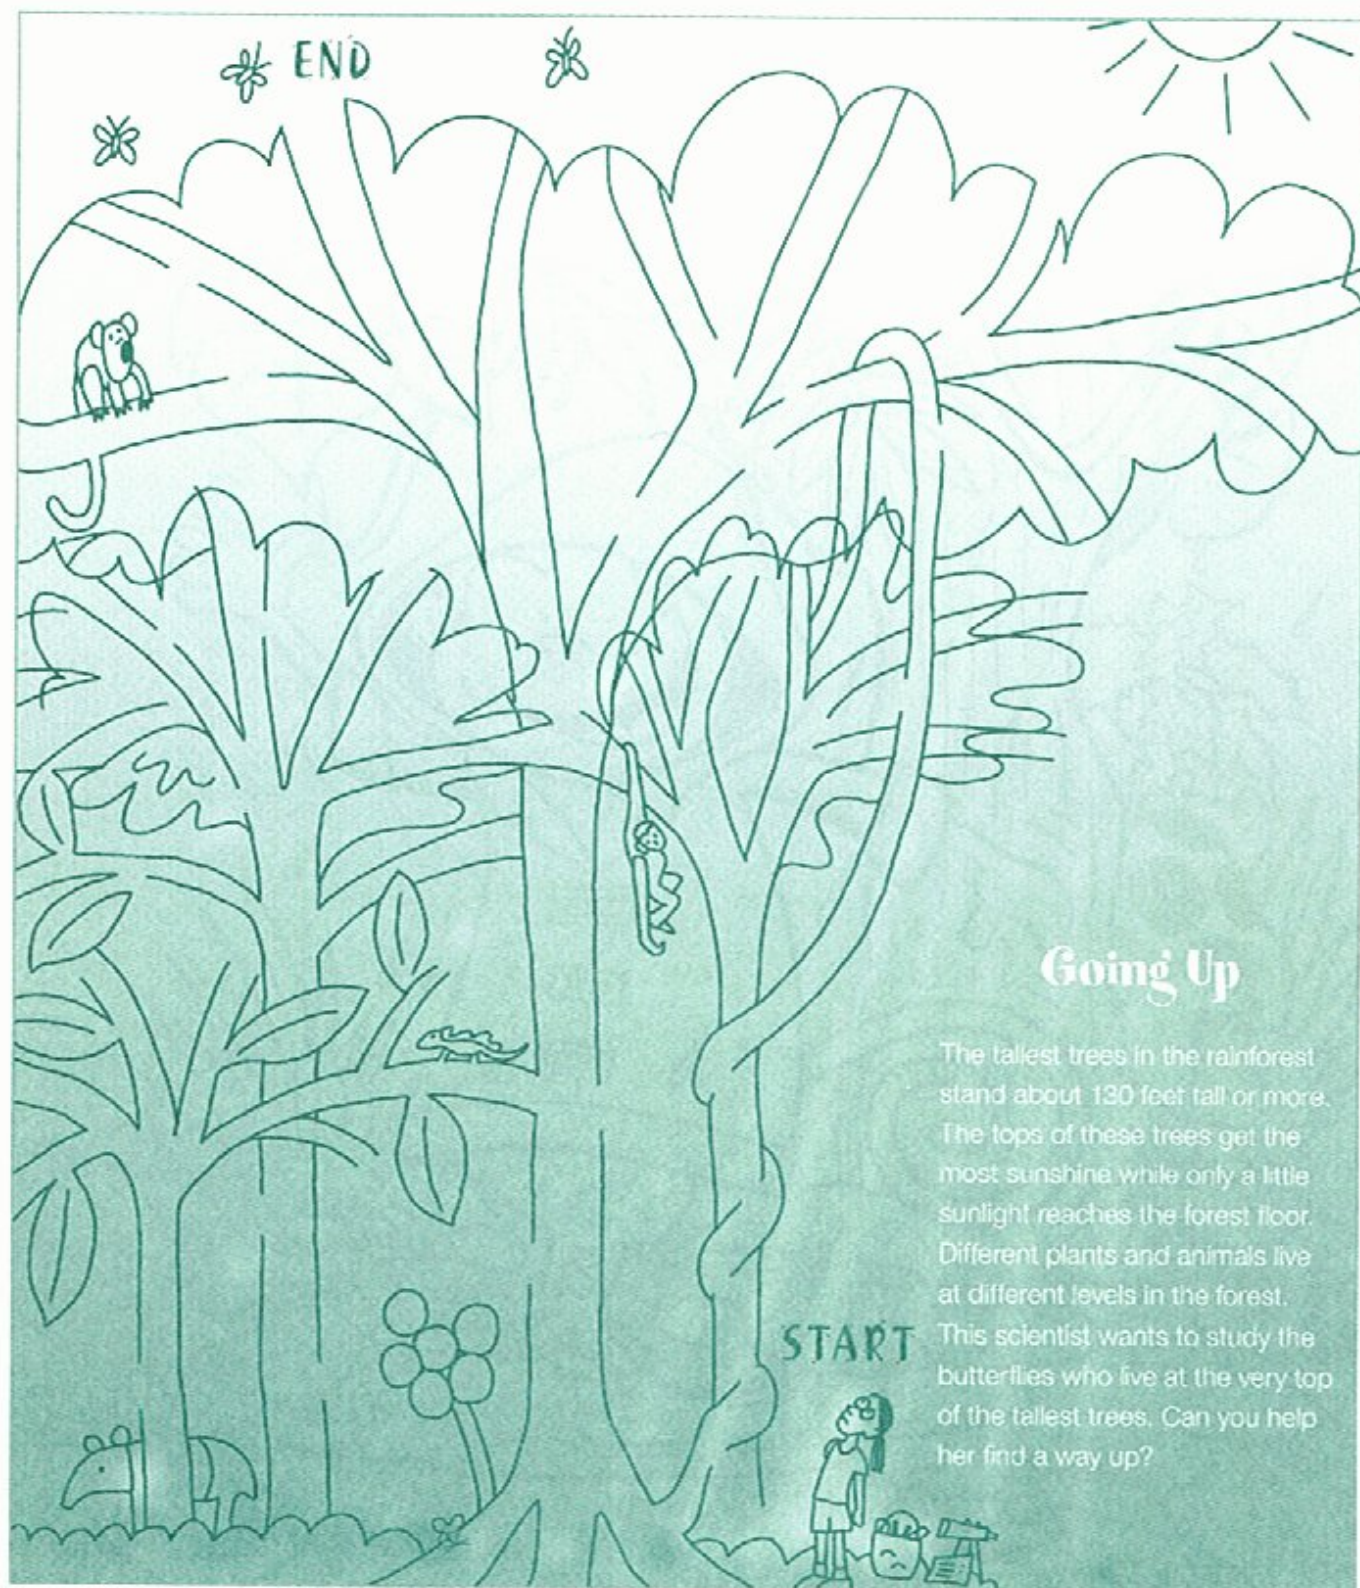 END
Going Up
The tallest trees in the rainforest
stand about 130 feet tall or more.
The tops of these trees get the
most sunshine while only a little
sunlight reaches the forest floor.
Different plants and animals live
at different levels in the forest.
This scientist wants to study the
butterflies who live at the very top
of the tallest trees. Can you help
her find a way up?
START